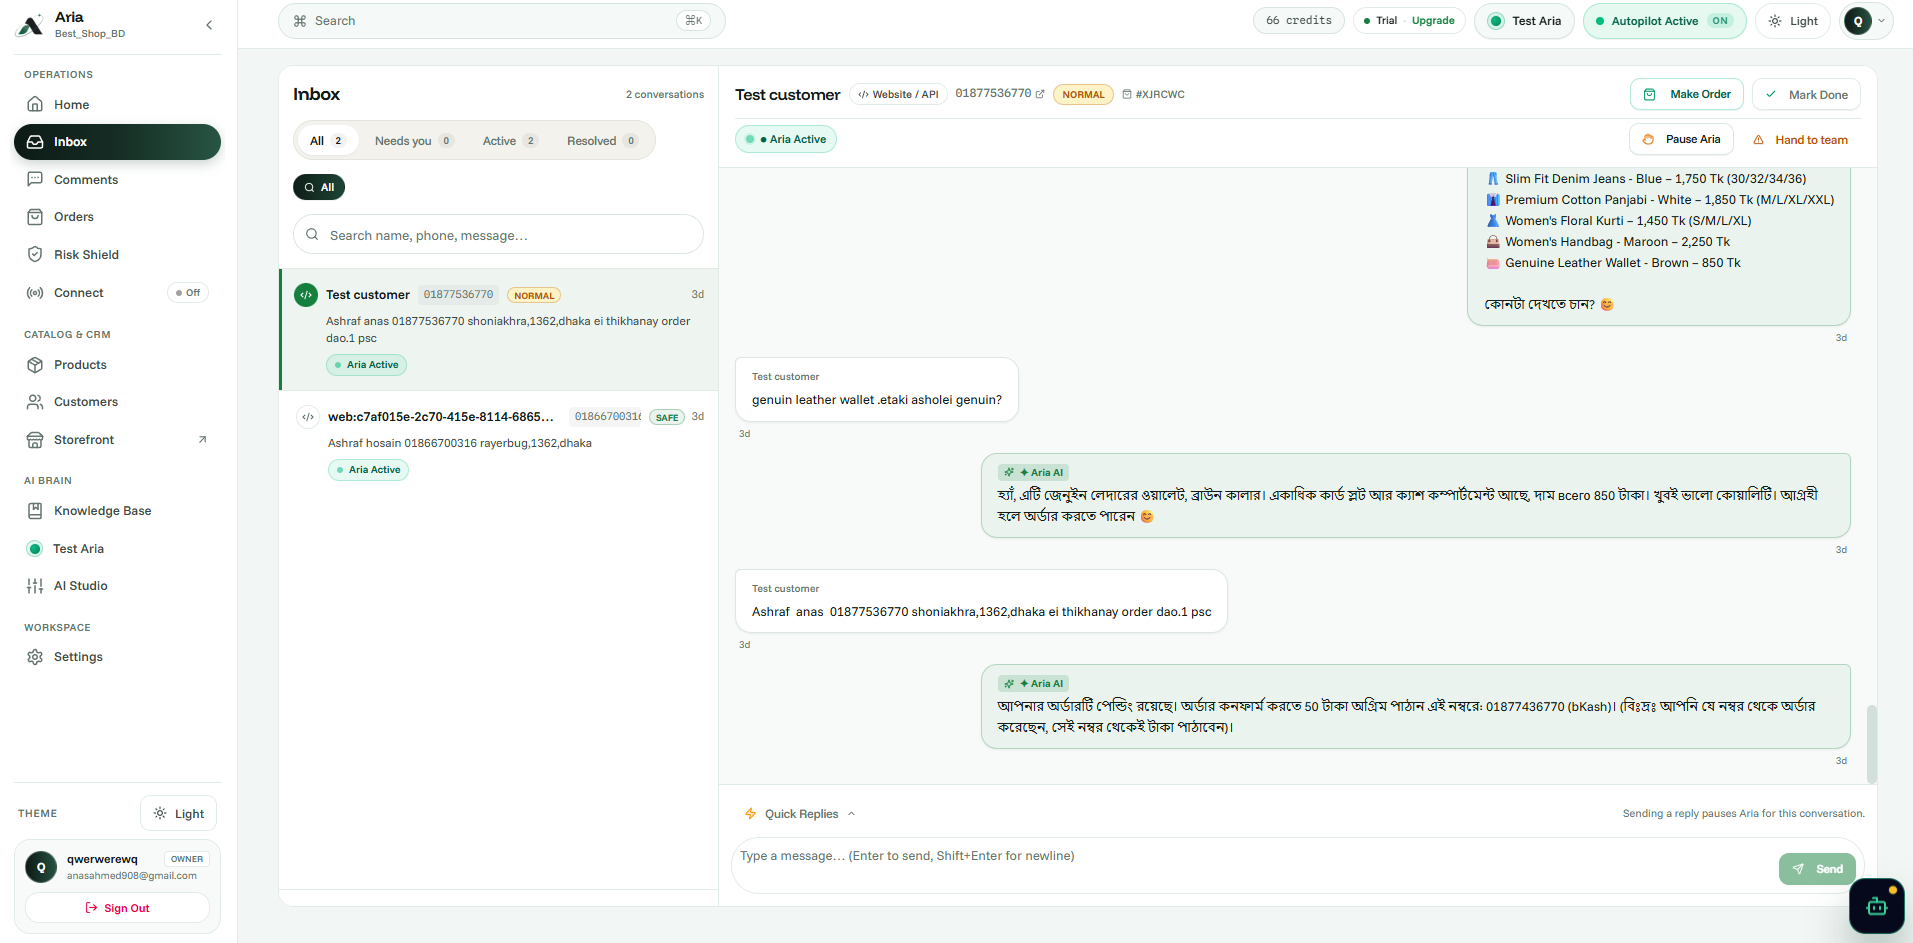 Aria
Best_Shop_BD
OPERATIONS
Home
Inbox
Comments
Orders
Risk Shield
Connect
Off
CATALOG & CRM
Products
Customers
Storefront
AI BRAIN
Knowledge Base
Test Aria
AI Studio
WORKSPACE
Settings
THEME
Light
Q
qwerwerewq
OWNER
anasahmed908@gmail.com
Sign Out
⌘ Search
⌘K
66 credits
Trial · Upgrade
Test Aria
Autopilot Active ON
Light
Q
Inbox
2 conversations
All 2
Needs you 0
Active 2
Resolved 0
All
Search name, phone, message…
Test customer 01877536770 NORMAL 3d
Ashraf anas 01877536770 shoniakhra,1362,dhaka ei thikhanay order
dao.1 psc
Aria Active
web:c7af015e-2c70-415e-8114-6865… 01866700316 SAFE 3d
Ashraf hosain 01866700316 rayerbug,1362,dhaka
Aria Active
Test customer </> Website / API 01877536770 NORMAL #XJRCWC
Make Order
Mark Done
Aria Active
Pause Aria
Hand to team
👖 Slim Fit Denim Jeans - Blue – 1,750 Tk (30/32/34/36)
👔 Premium Cotton Panjabi - White – 1,850 Tk (M/L/XL/XXL)
👗 Women's Floral Kurti – 1,450 Tk (S/M/L/XL)
👜 Women's Handbag - Maroon – 2,250 Tk
👛 Genuine Leather Wallet - Brown – 850 Tk
কোনটা দেখতে চান? 😊
3d
Test customer
genuin leather wallet .etaki asholei genuin?
3d
✦ Aria AI
হ্যাঁ, এটি জেনুইন লেদারের ওয়ালেট, ব্রাউন কালার। একাধিক কার্ড স্লট আর ক্যাশ কম্পার্টমেন্ট আছে, দাম всего 850 টাকা। খুবই ভালো কোয়ালিটি। আগ্রহী
হলে অর্ডার করতে পারেন 😊
3d
Test customer
Ashraf anas 01877536770 shoniakhra,1362,dhaka ei thikhanay order dao.1 psc
3d
✦ Aria AI
আপনার অর্ডারটি পেন্ডিং রয়েছে। অর্ডার কনফার্ম করতে 50 টাকা অগ্রিম পাঠান এই নম্বরে: 01877436770 (bKash)। (বিঃদ্রঃ আপনি যে নম্বর থেকে অর্ডার
করেছেন, সেই নম্বর থেকেই টাকা পাঠাবেন)।
3d
Quick Replies
Sending a reply pauses Aria for this conversation.
Type a message… (Enter to send, Shift+Enter for newline)
Send